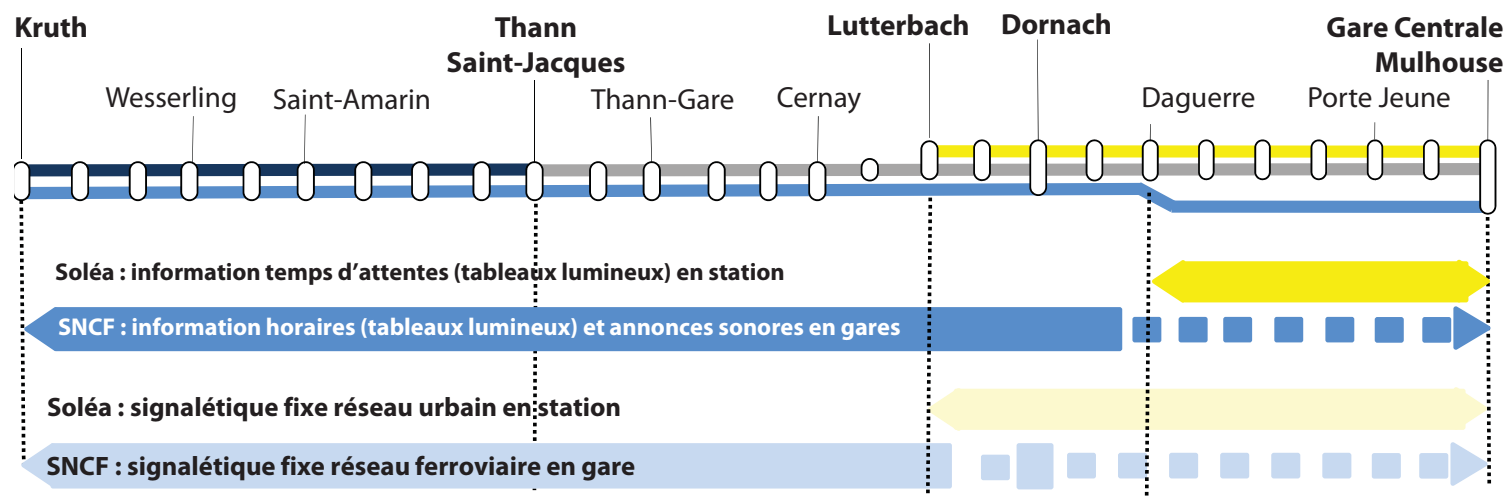 Kruth
Thann
Saint-Jacques
Lutterbach
Dornach
Gare Centrale
Mulhouse
Wesserling
Saint-Amarin
Thann-Gare
Cernay
Daguerre
Porte Jeune
Soléa : information temps d’attentes (tableaux lumineux) en station
SNCF : information horaires (tableaux lumineux) et annonces sonores en gares
Soléa : signalétique fixe réseau urbain en station
SNCF : signalétique fixe réseau ferroviaire en gare